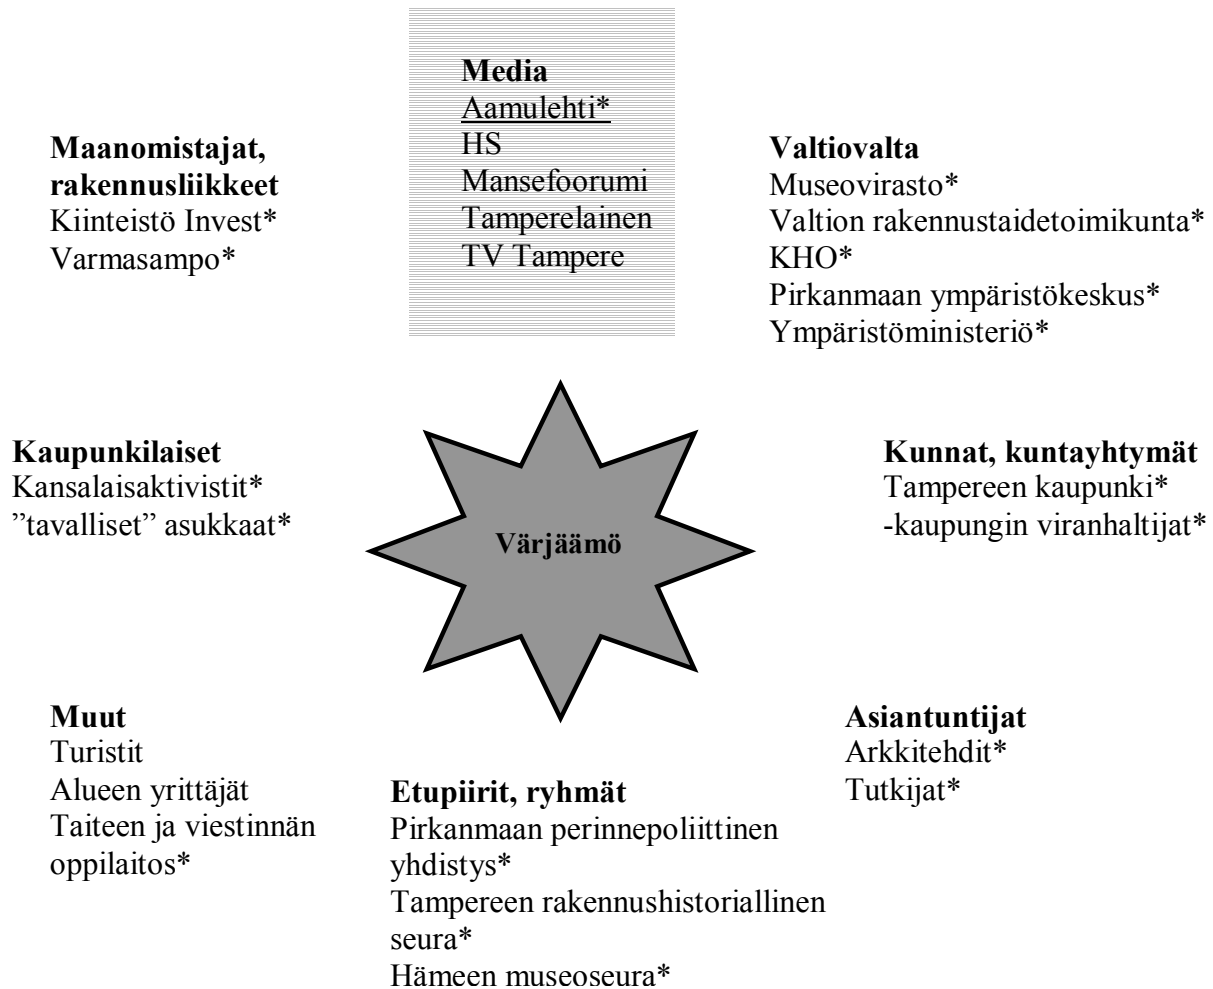 Media
Aamulehti*
HS
Mansefoorumi
Tamperelainen
TV Tampere
Maanomistajat,
rakennusliikkeet
Kiinteistö Invest*
Varmasampo*
Valtiovalta
Museovirasto*
Valtion rakennustaidetoimikunta*
KHO*
Pirkanmaan ympäristökeskus*
Ympäristöministeriö*
Kaupunkilaiset
Kansalaisaktivistit*
”tavalliset” asukkaat*
Värjäämö
Kunnat, kuntayhtymät
Tampereen kaupunki*
-kaupungin viranhaltijat*
Muut
Turistit
Alueen yrittäjät
Taiteen ja viestinnän
oppilaitos*
Etupiirit, ryhmät
Pirkanmaan perinnepoliittinen
yhdistys*
Tampereen rakennushistoriallinen
seura*
Hämeen museoseura*
Asiantuntijat
Arkkitehdit*
Tutkijat*